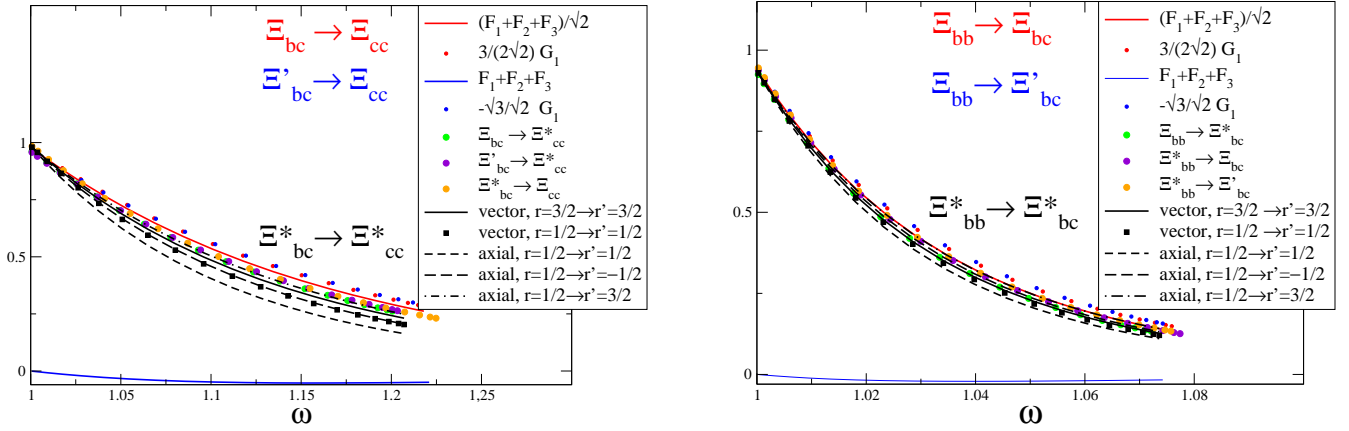 Ξbc → Ξcc
Ξ'bc → Ξcc
Ξ*bc → Ξ*cc
(F1+F2+F3)/√2
3/(2√2) G1
F1+F2+F3
-√3/√2 G1
Ξbc → Ξ*cc
Ξ'bc → Ξ*cc
Ξ*bc → Ξcc
vector, r=3/2→r'=3/2
vector, r=1/2→r'=1/2
axial, r=1/2→r'=1/2
axial, r=1/2→r'=−1/2
axial, r=1/2→r'=3/2
1
0.5
0
1 1.05 1.1 1.15 1.2 1,25
ω
Ξbb → Ξbc
Ξbb → Ξ'bc
Ξ*bb → Ξ*bc
(F1+F2+F3)/√2
3/(2√2) G1
F1+F2+F3
-√3/√2 G1
Ξbb → Ξ*bc
Ξ*bb → Ξbc
Ξ*bb → Ξ'bc
vector, r=3/2 →r'=3/2
vector, r=1/2 →r'=1/2
axial, r=1/2→r'=1/2
axial, r=1/2→r'=−1/2
axial, r=1/2→r'=3/2
1
0.5
0
1 1.02 1.04 1.06 1.08
ω